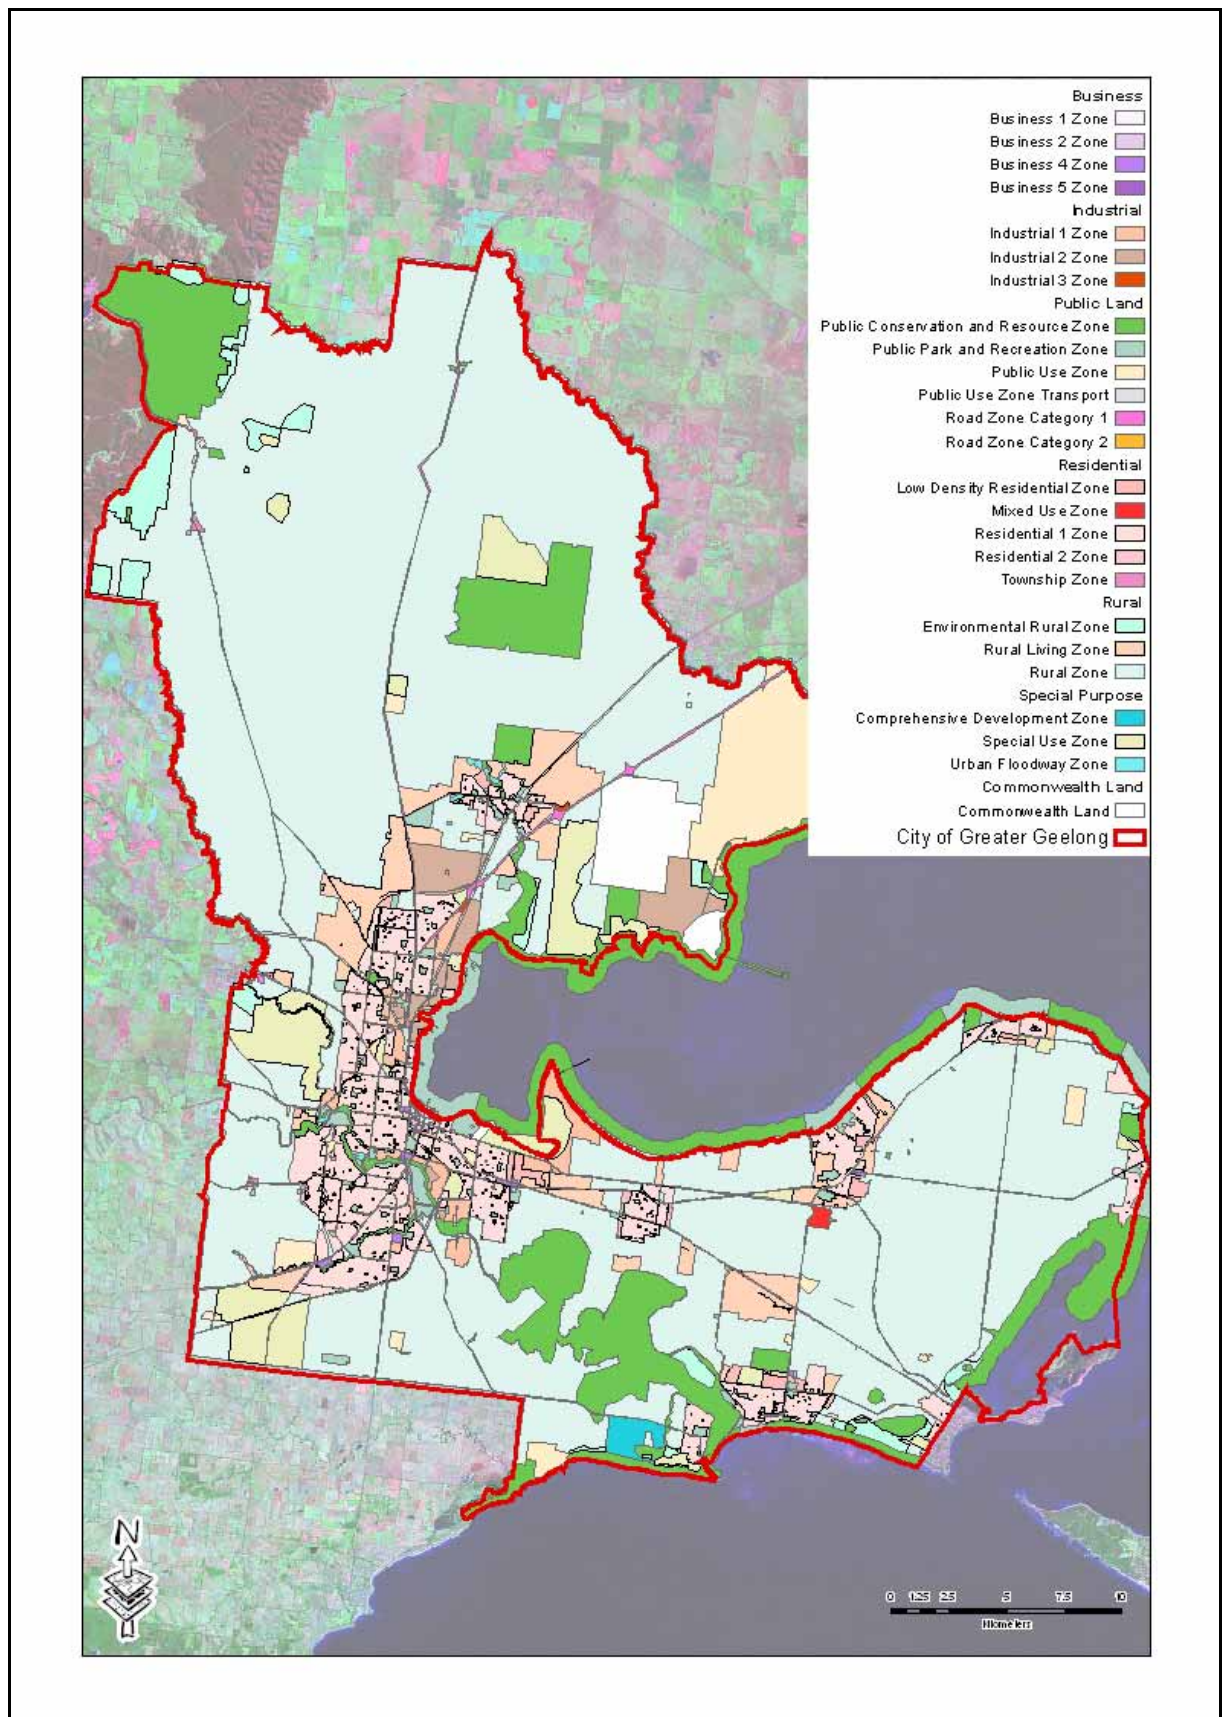 Business
Business 1 Zone
Business 2 Zone
Business 4 Zone
Business 5 Zone
Industrial
Industrial 1 Zone
Industrial 2 Zone
Industrial 3 Zone
Public Land
Public Conservation and Resource Zone
Public Park and Recreation Zone
Public Use Zone
Public Use Zone Transport
Road Zone Category 1
Road Zone Category 2
Residential
Low Density Residential Zone
Mixed Use Zone
Residential 1 Zone
Residential 2 Zone
Township Zone
Rural
Environmental Rural Zone
Rural Living Zone
Rural Zone
Special Purpose
Comprehensive Development Zone
Special Use Zone
Urban Floodway Zone
Commonwealth Land
Commonwealth Land
City of Greater Geelong
N
0 1.25 2.5 5 7.5 10
Kilometers